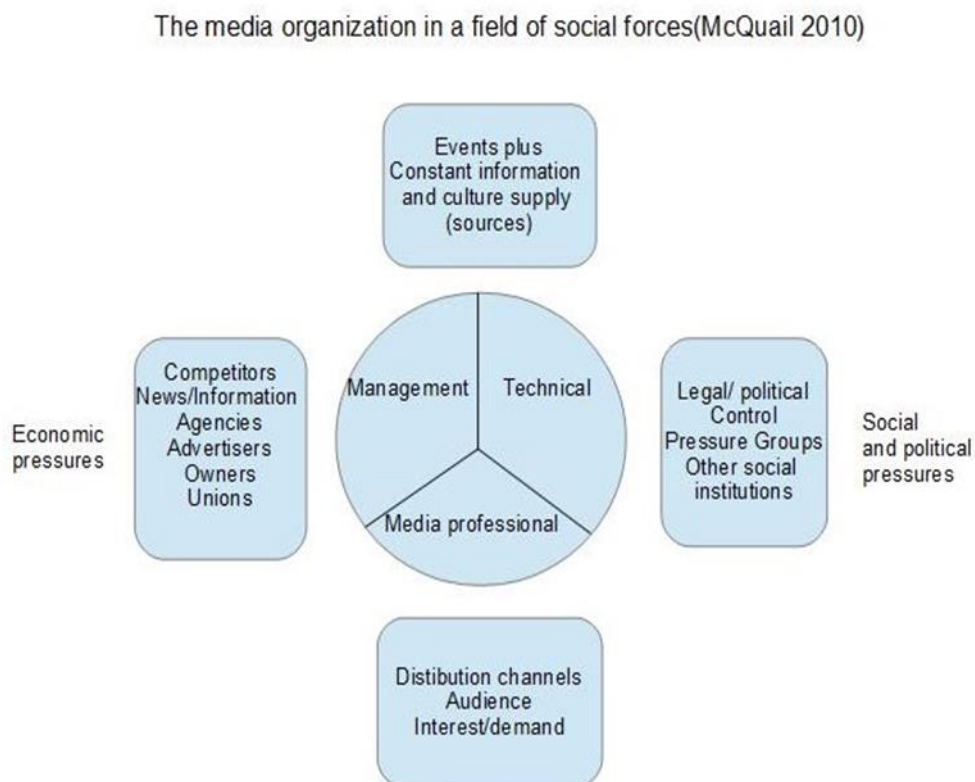 The media organization in a field of social forces(McQuail 2010)
Events plus
Constant information
and culture supply
(sources)
Competitors
News/Information
Agencies
Advertisers
Owners
Unions
Economic
pressures
Management
Technical
Media professional
Legal/ political
Control
Pressure Groups
Other social
institutions
Social
and political
pressures
Distibution channels
Audience
Interest/demand